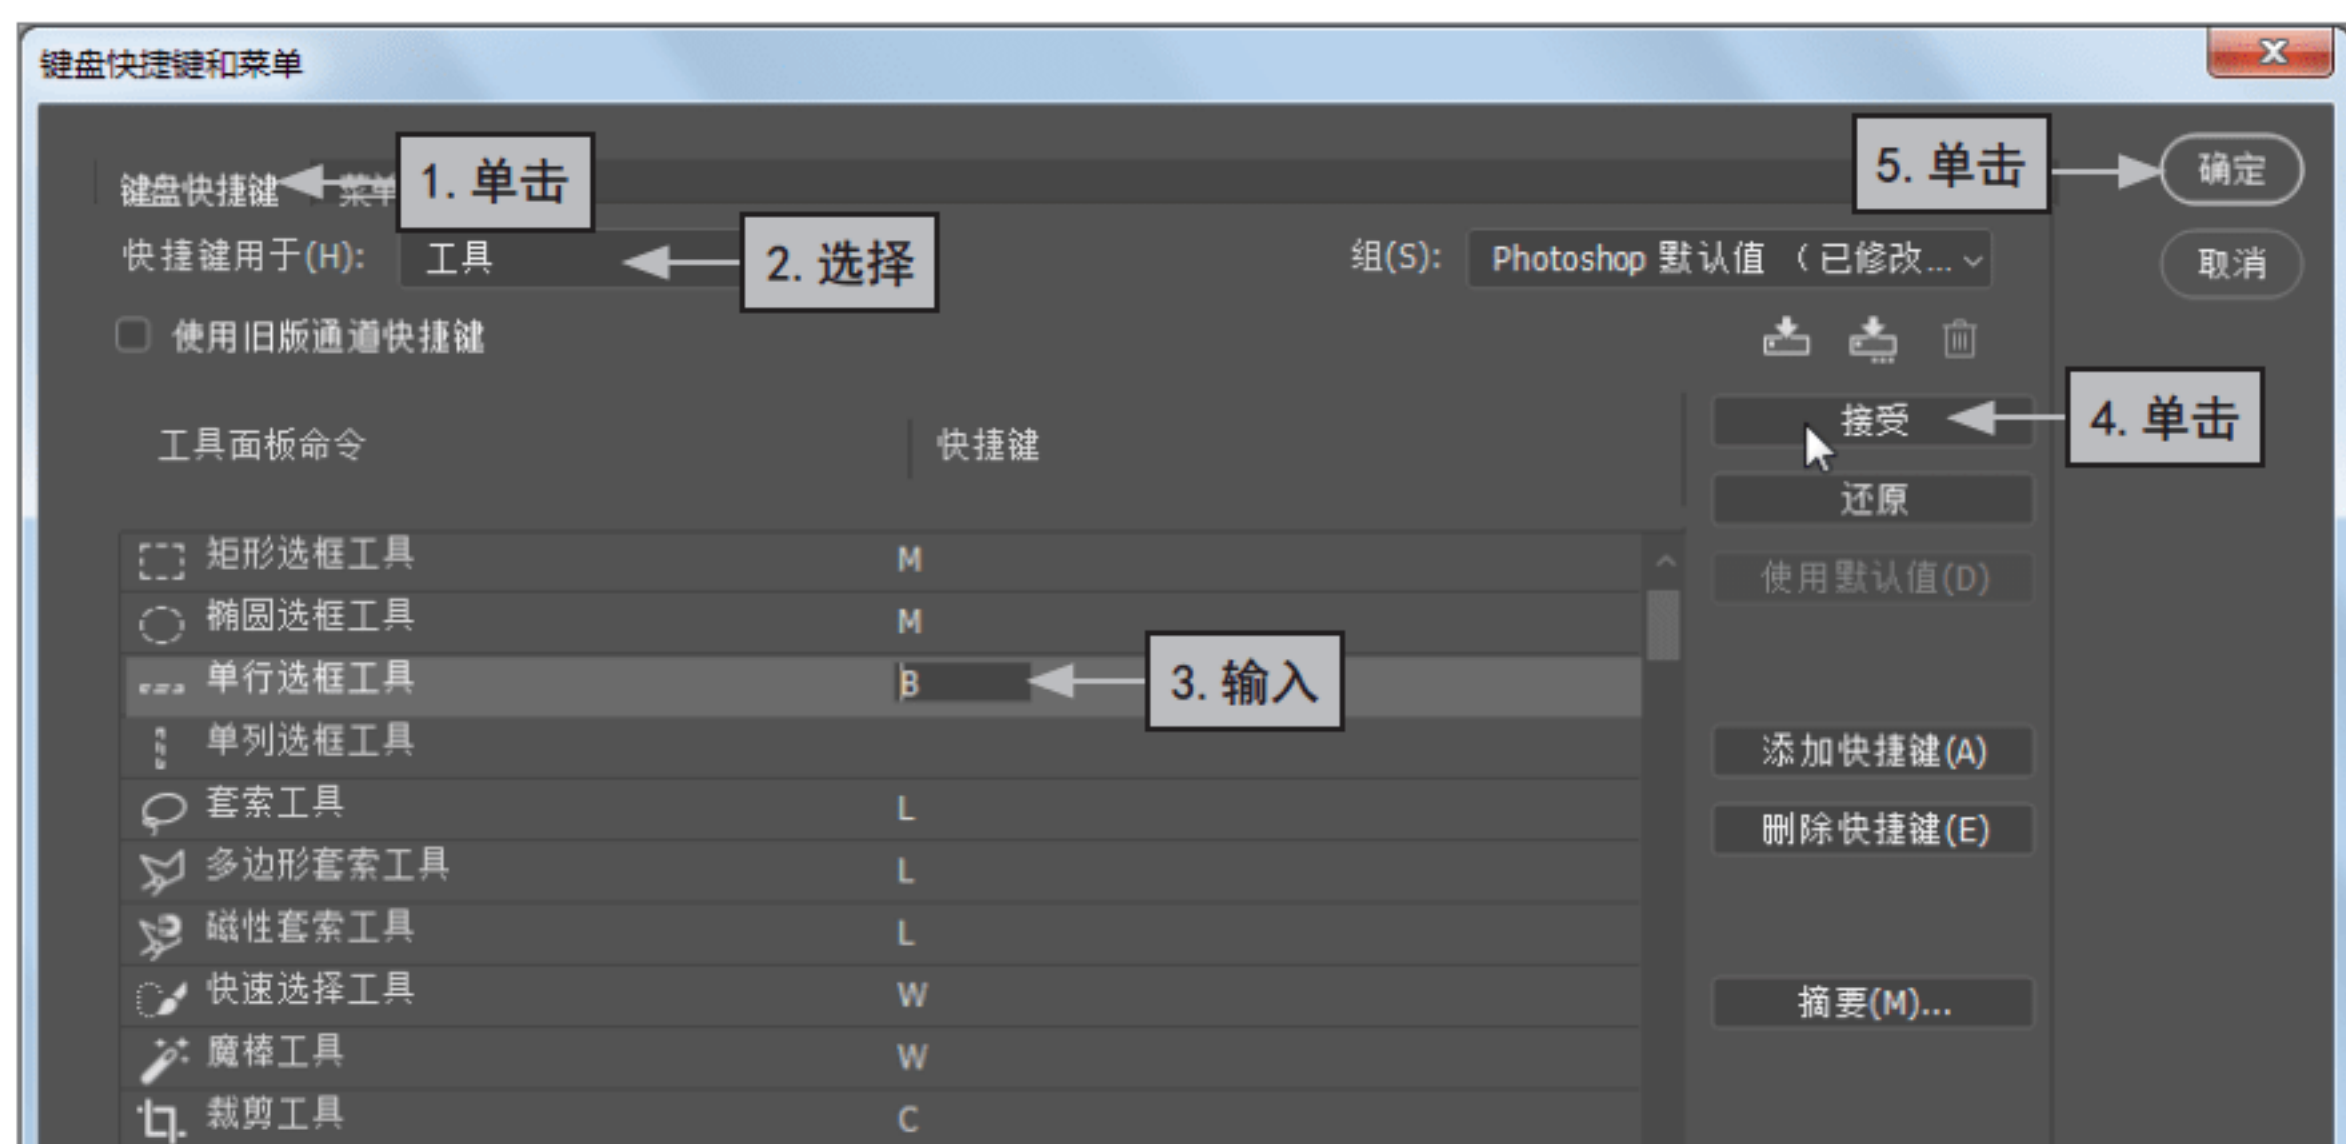 键盘快捷键和菜单
键盘快捷键 菜单 1. 单击 5. 单击 确定
快捷键用于(H): 工具 2. 选择 组(S): Photoshop 默认值 （已修改... 取消
使用旧版通道快捷键
接受 4. 单击
工具面板命令 快捷键
还原
矩形选框工具 M
使用默认值(D)
椭圆选框工具 M
单行选框工具 B 3. 输入
单列选框工具
添加快捷键(A)
套索工具 L
删除快捷键(E)
多边形套索工具 L
磁性套索工具 L
快速选择工具 W
摘要(M)...
魔棒工具 W
裁剪工具 C